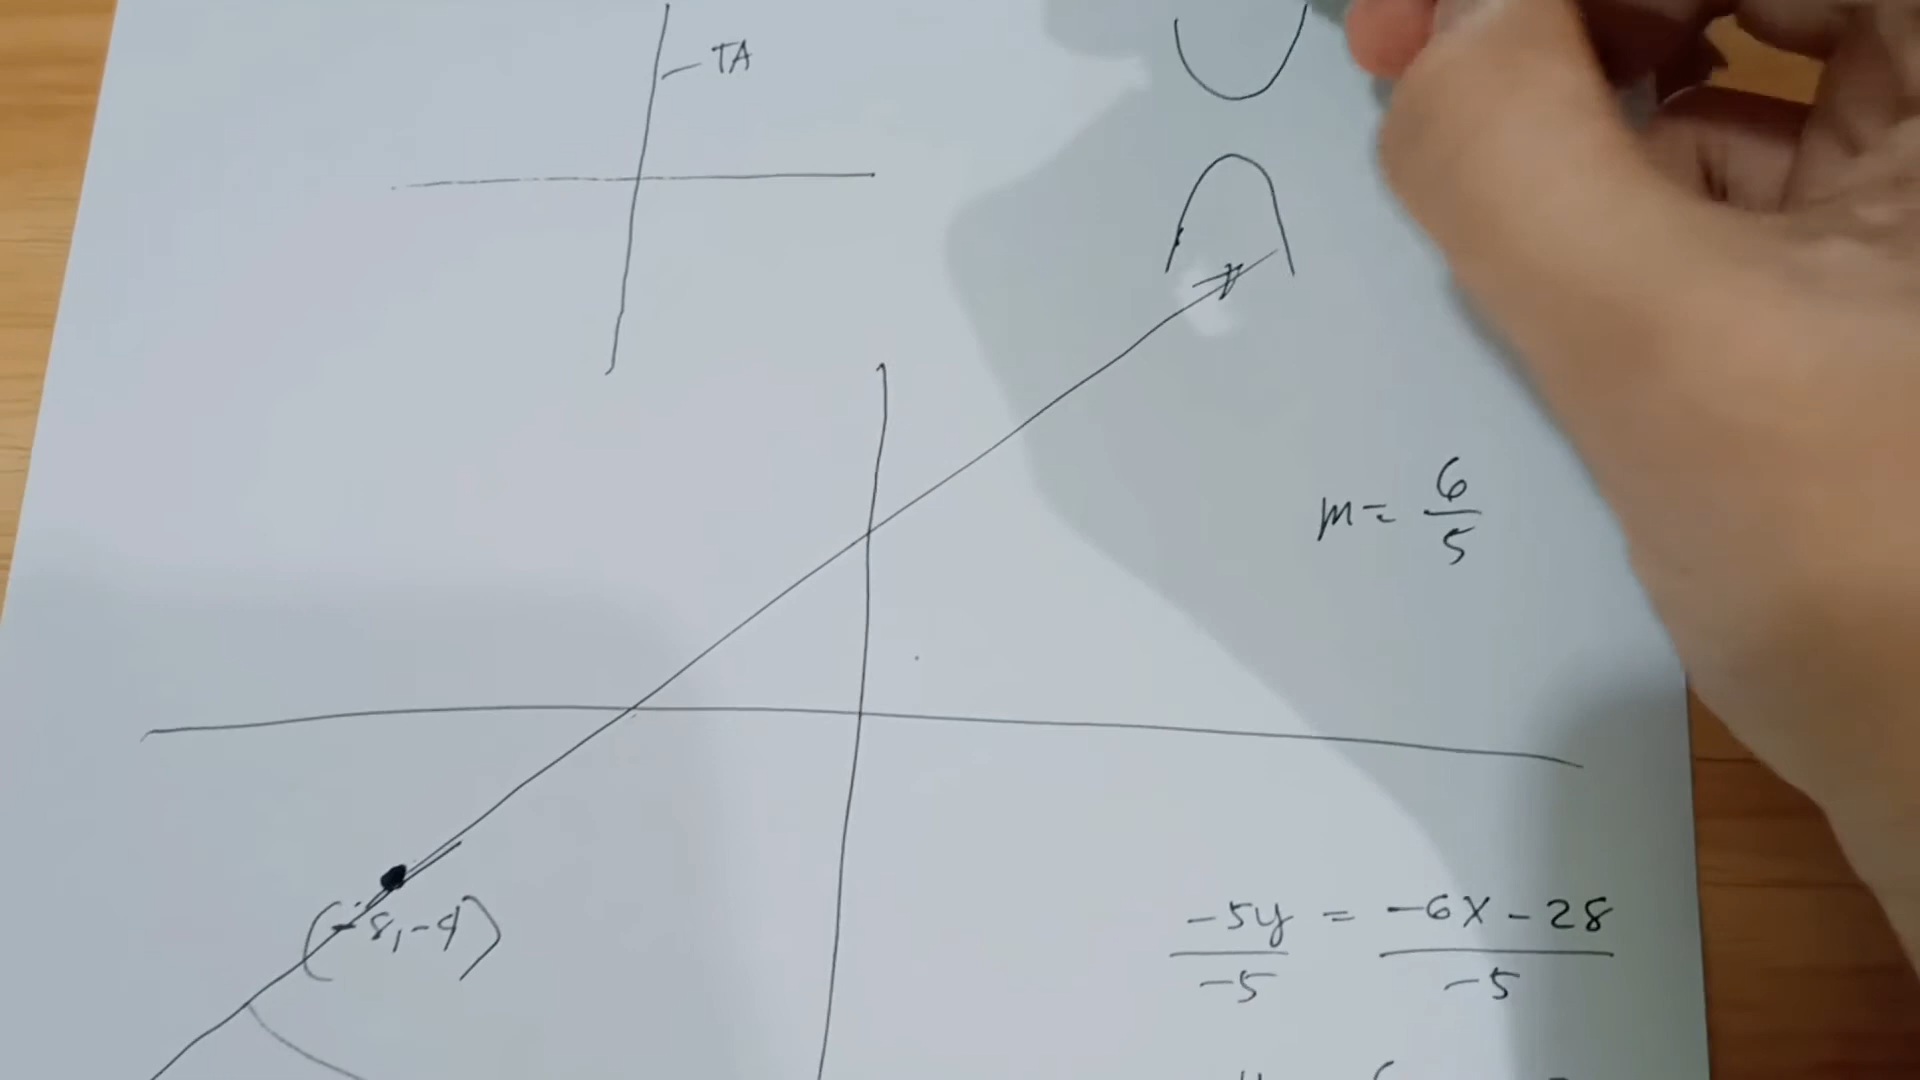 TA
m = 6/5
(-8,-4)
-5y/-5 = -6x-28/-5